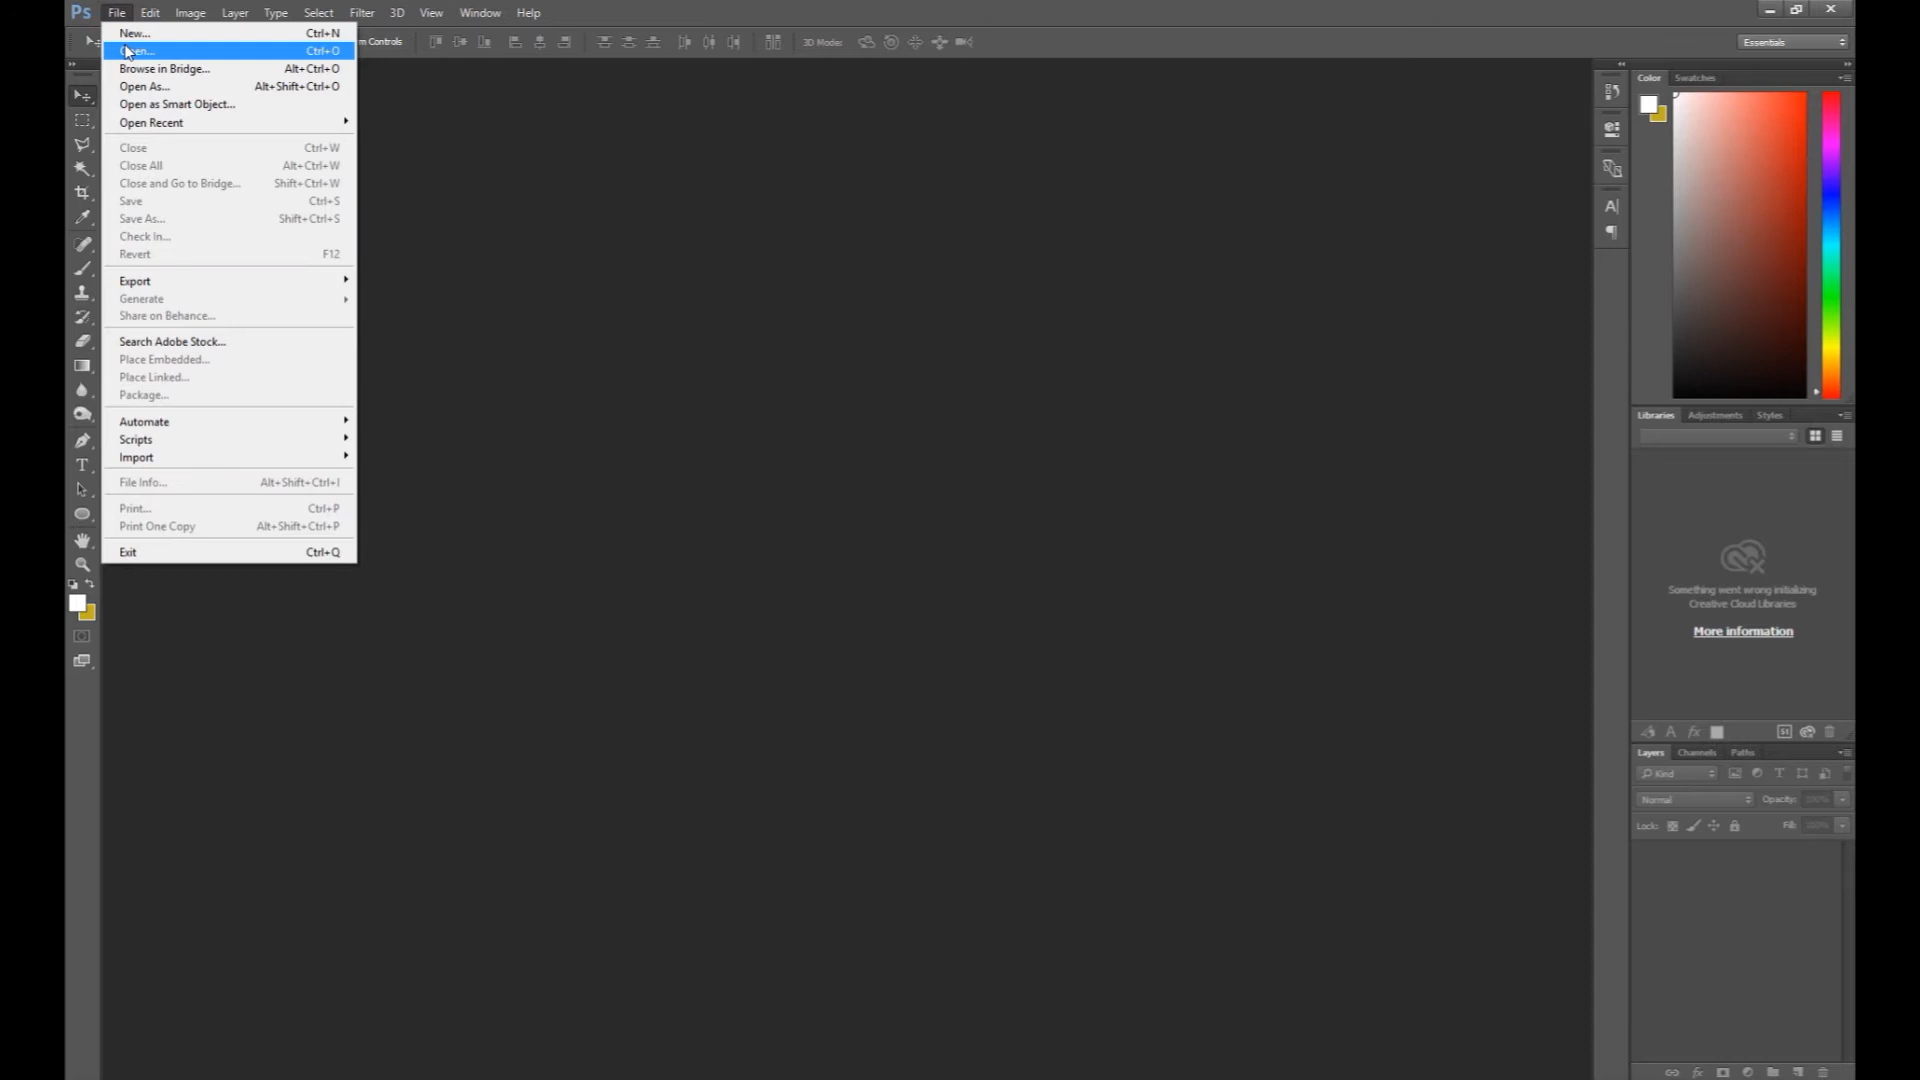 Ps File Edit Image Layer Type Select Filter 3D View Window Help
m Controls 3D Mode: Essentials
New... Ctrl+N
Open... Ctrl+O
Browse in Bridge... Alt+Ctrl+O
Open As... Alt+Shift+Ctrl+O
Open as Smart Object...
Open Recent
Close Ctrl+W
Close All Alt+Ctrl+W
Close and Go to Bridge... Shift+Ctrl+W
Save Ctrl+S
Save As... Shift+Ctrl+S
Check In...
Revert F12
Export
Generate
Share on Behance...
Search Adobe Stock...
Place Embedded...
Place Linked...
Package...
Automate
Scripts
Import
File Info... Alt+Shift+Ctrl+I
Print... Ctrl+P
Print One Copy Alt+Shift+Ctrl+P
Exit Ctrl+Q
Color Swatches
Libraries Adjustments Styles
Something went wrong initializing
Creative Cloud Libraries
More information
Layers Channels Paths
Kind
Normal Opacity: 100%
Lock: Fill: 100%